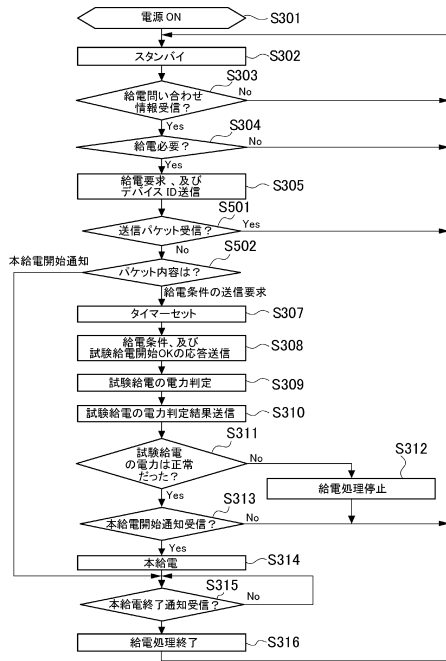 電源 ON
S301
スタンバイ
S302
給電問い合わせ
情報受信？
S303
No
Yes
給電必要？
S304
No
Yes
給電要求、及び
デバイス ID送信
S305
送信パケット受信？
S501
Yes
No
本給電開始通知
パケット内容は？
S502
給電条件の送信要求
タイマーセット
S307
給電条件、及び
試験給電開始OKの応答送信
S308
試験給電の電力判定
S309
試験給電の電力判定結果送信
S310
試験給電
の電力は正常
だった？
S311
No
Yes
給電処理停止
S312
本給電開始通知受信？
S313
No
Yes
本給電
S314
本給電終了通知受信？
S315
No
Yes
給電処理終了
S316